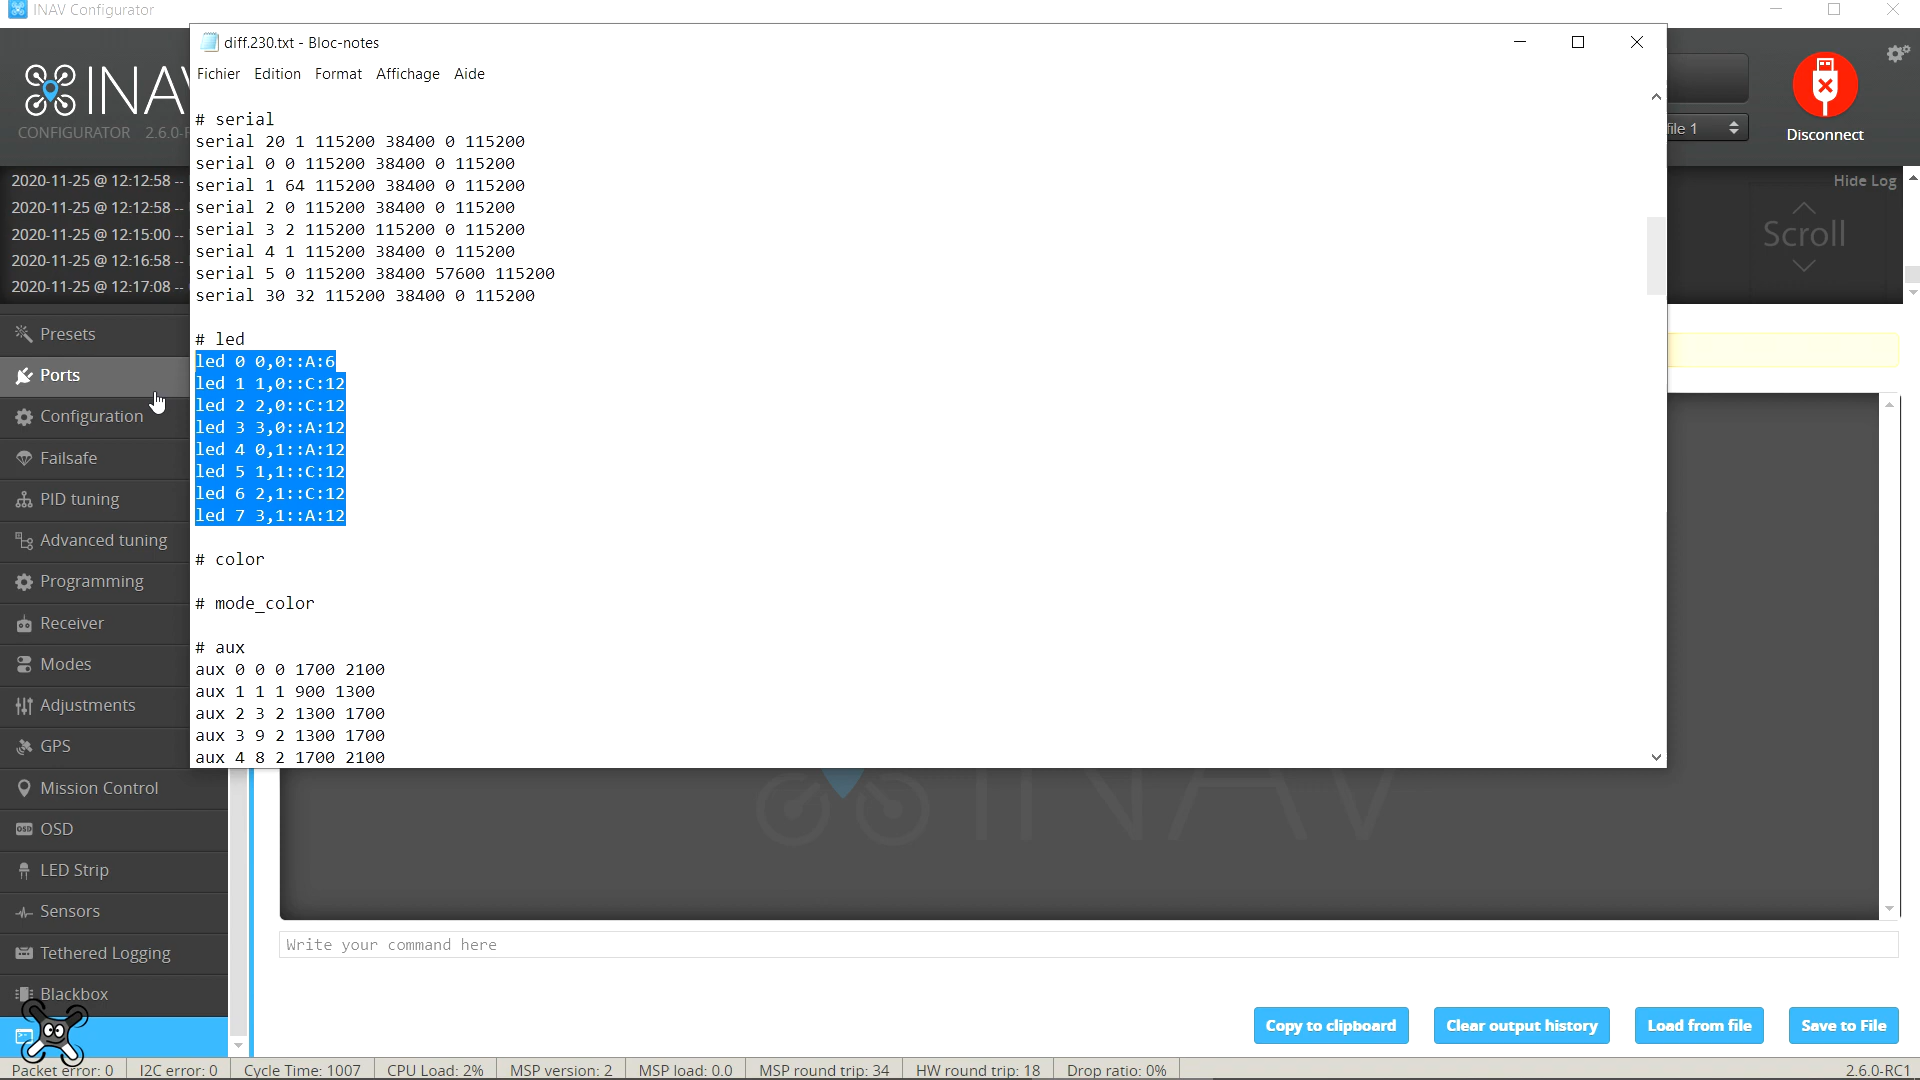 INAV Configurator
diff.230.txt - Bloc-notes
Fichier Edition Format Affichage Aide
INAV
CONFIGURATOR 2.6.0-R
file 1
Disconnect
2020-11-25 @ 12:12:58 --
2020-11-25 @ 12:12:58 --
2020-11-25 @ 12:15:00 --
2020-11-25 @ 12:16:58 --
2020-11-25 @ 12:17:08 --
Hide Log
Scroll
# serial
serial 20 1 115200 38400 0 115200
serial 0 0 115200 38400 0 115200
serial 1 64 115200 38400 0 115200
serial 2 0 115200 38400 0 115200
serial 3 2 115200 115200 0 115200
serial 4 1 115200 38400 0 115200
serial 5 0 115200 38400 57600 115200
serial 30 32 115200 38400 0 115200
# led
led 0 0,0::A:6
led 1 1,0::C:12
led 2 2,0::C:12
led 3 3,0::A:12
led 4 0,1::A:12
led 5 1,1::C:12
led 6 2,1::C:12
led 7 3,1::A:12
# color
# mode_color
# aux
aux 0 0 0 1700 2100
aux 1 1 1 900 1300
aux 2 3 2 1300 1700
aux 3 9 2 1300 1700
aux 4 8 2 1700 2100
Presets
Ports
Configuration
Failsafe
PID tuning
Advanced tuning
Programming
Receiver
Modes
Adjustments
GPS
Mission Control
OSD
LED Strip
Sensors
Tethered Logging
Blackbox
INAV
Write your command here
Copy to clipboard
Clear output history
Load from file
Save to File
Packet error: 0
I2C error: 0
Cycle Time: 1007
CPU Load: 2%
MSP version: 2
MSP load: 0.0
MSP round trip: 34
HW round trip: 18
Drop ratio: 0%
2.6.0-RC1